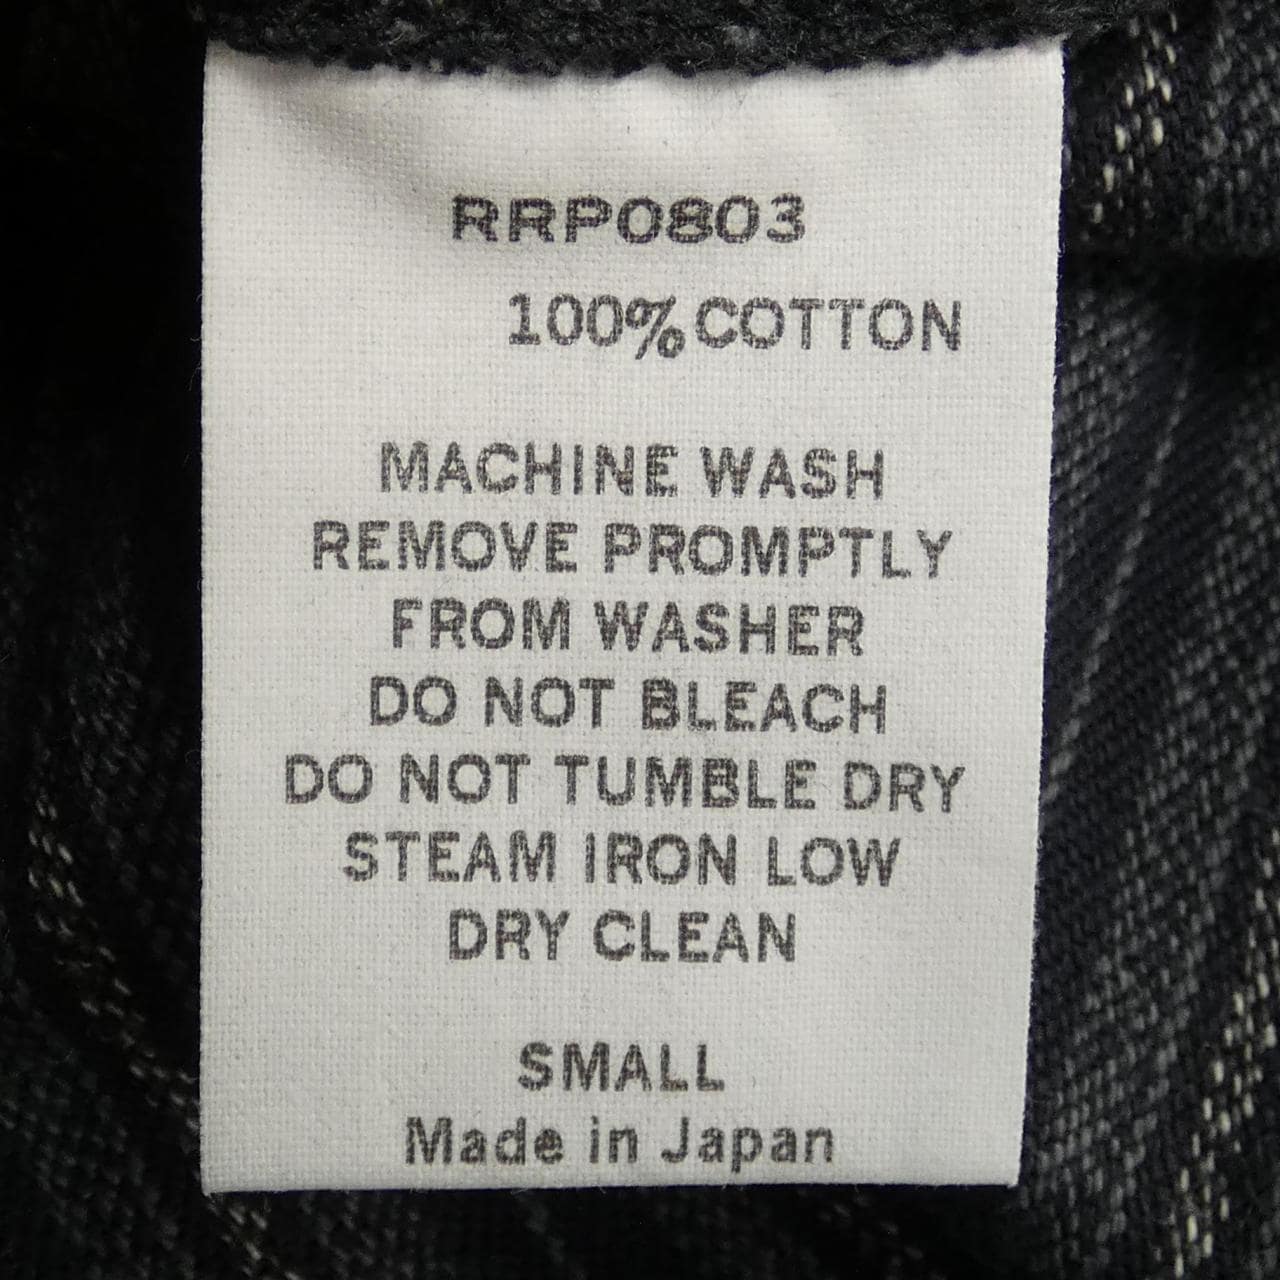 RRP0803
100%COTTON
MACHINE WASH
REMOVE PROMPTLY
FROM WASHER
DO NOT BLEACH
DO NOT TUMBLE DRY
STEAM IRON LOW
DRY CLEAN
SMALL
Made in Japan